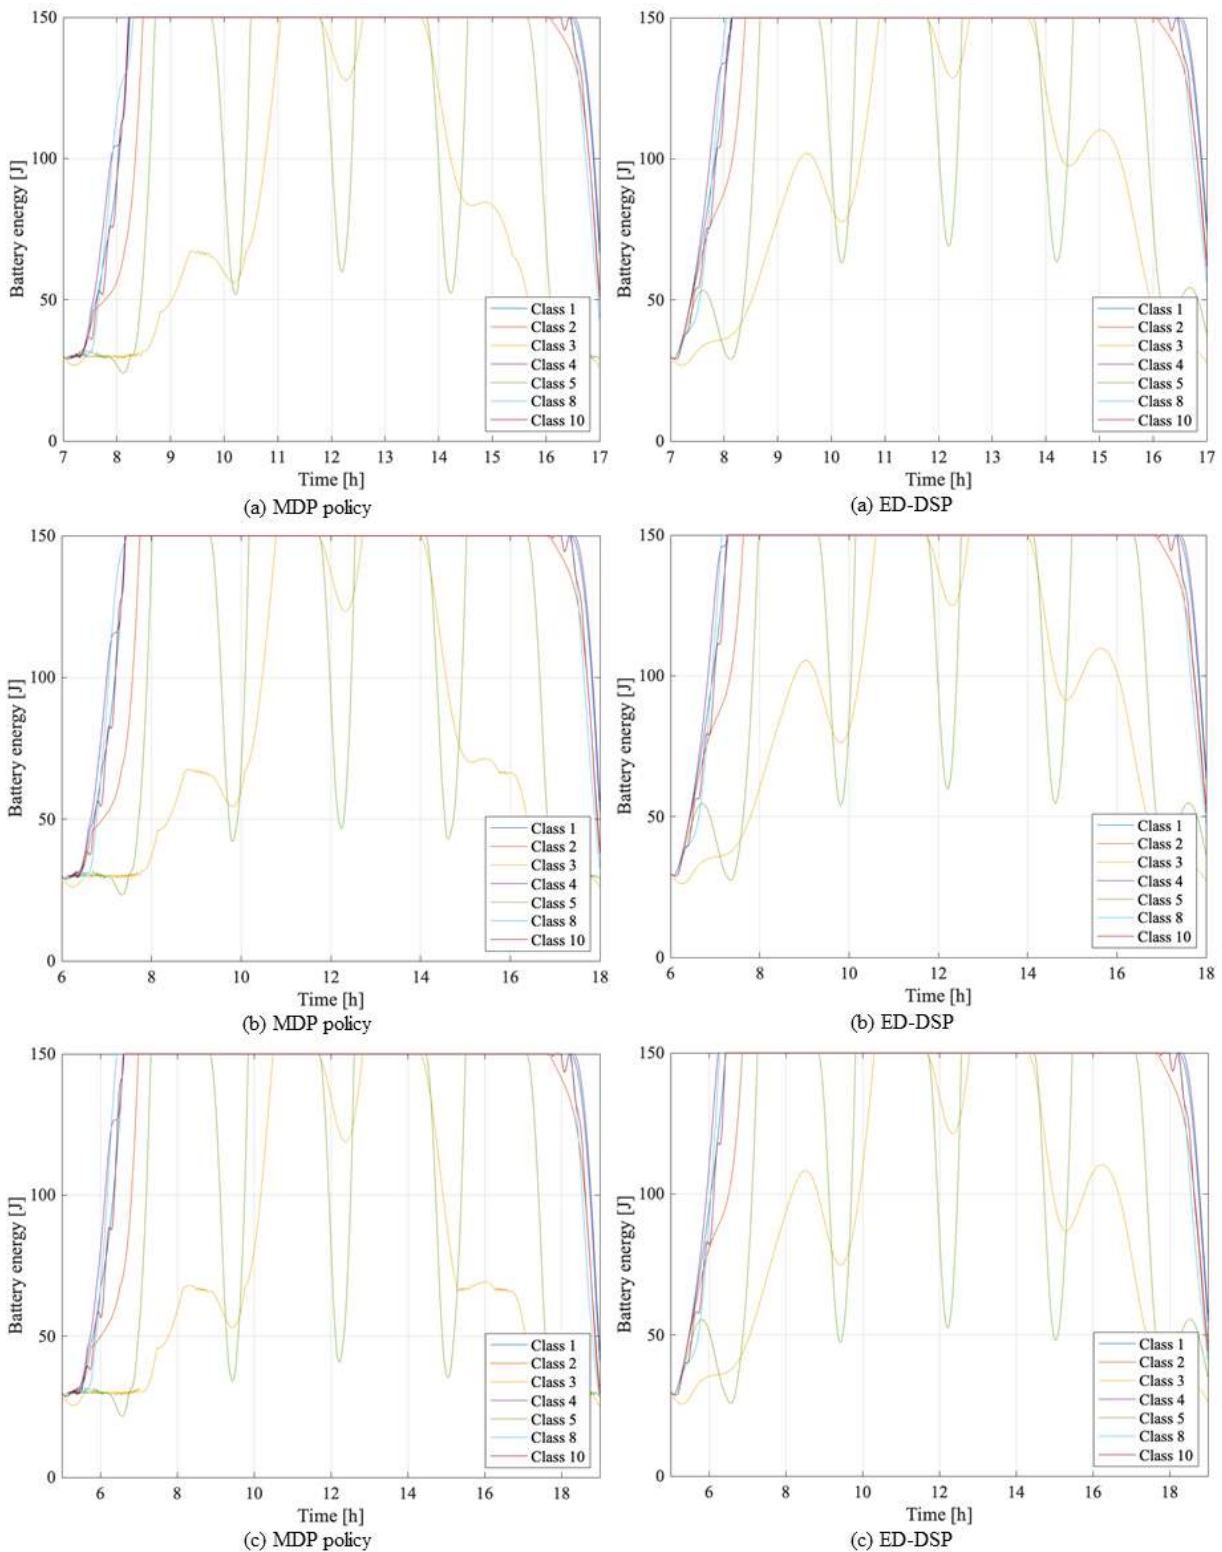 150
100
50
0
Battery energy [J]
7 8 9 10 11 12 13 14 15 16 17
Time [h]
Class 1
Class 2
Class 3
Class 4
Class 5
Class 8
Class 10
(a) MDP policy
150
100
50
0
Battery energy [J]
7 8 9 10 11 12 13 14 15 16 17
Time [h]
Class 1
Class 2
Class 3
Class 4
Class 5
Class 8
Class 10
(a) ED-DSP
150
100
50
0
Battery energy [J]
6 8 10 12 14 16 18
Time [h]
Class 1
Class 2
Class 3
Class 4
Class 5
Class 8
Class 10
(b) MDP policy
150
100
50
0
Battery energy [J]
6 8 10 12 14 16 18
Time [h]
Class 1
Class 2
Class 3
Class 4
Class 5
Class 8
Class 10
(b) ED-DSP
150
100
50
0
Battery energy [J]
6 8 10 12 14 16 18
Time [h]
Class 1
Class 2
Class 3
Class 4
Class 5
Class 8
Class 10
(c) MDP policy
150
100
50
0
Battery energy [J]
6 8 10 12 14 16 18
Time [h]
Class 1
Class 2
Class 3
Class 4
Class 5
Class 8
Class 10
(c) ED-DSP